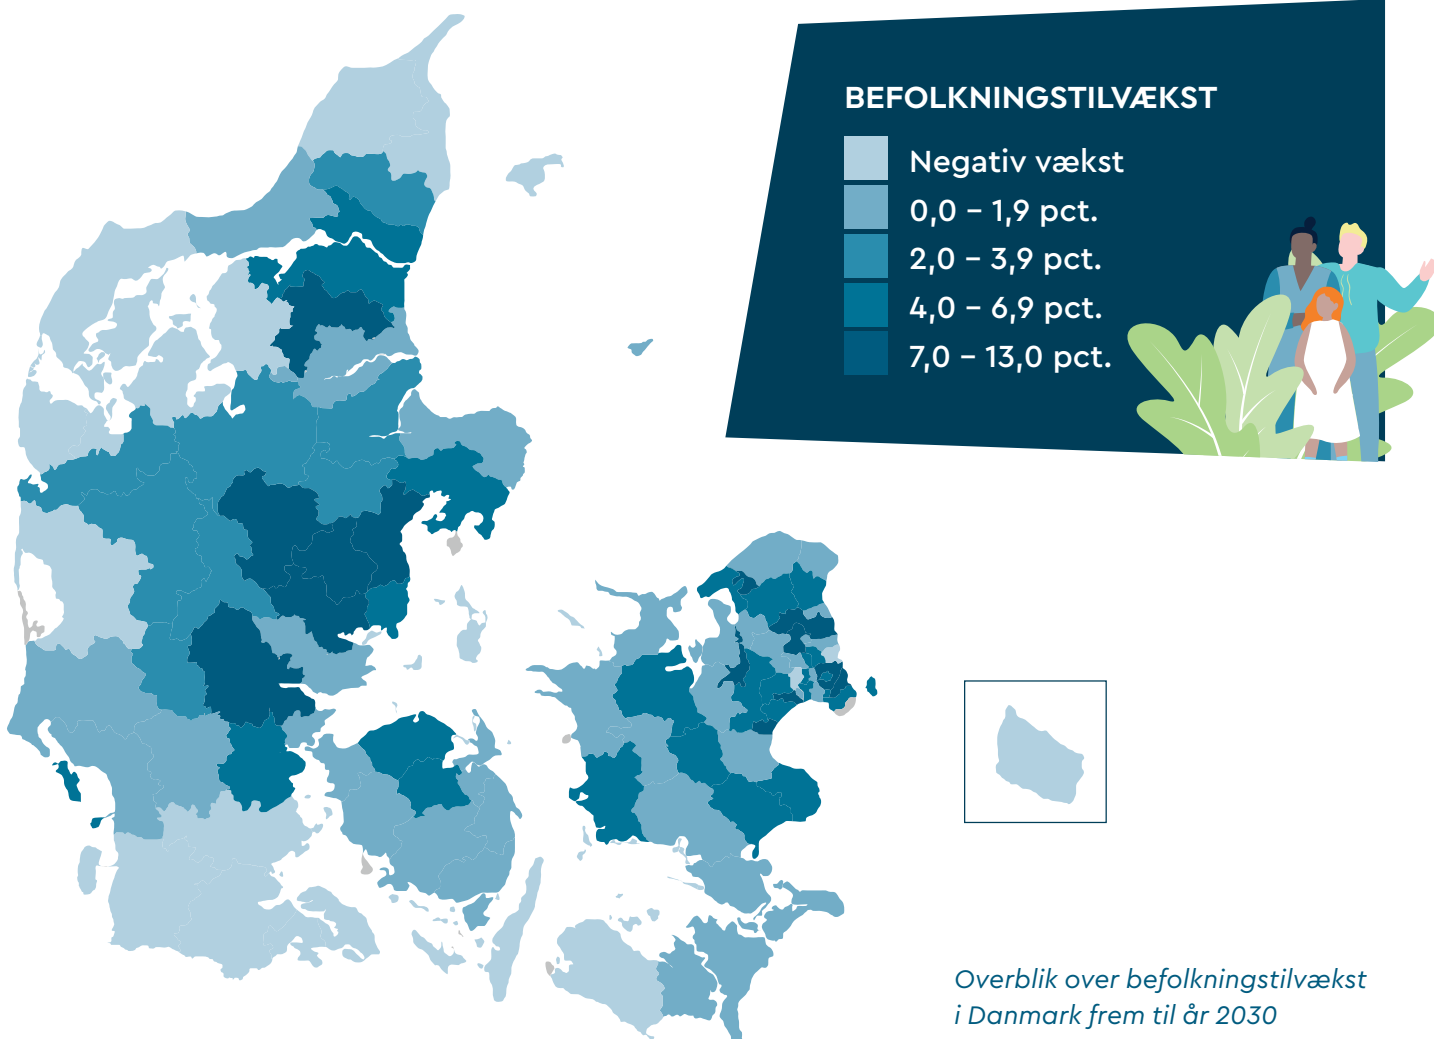 BEFOLKNINGSTILVÆKST
Negativ vækst
0,0 – 1,9 pct.
2,0 – 3,9 pct.
4,0 – 6,9 pct.
7,0 – 13,0 pct.
Overblik over befolkningstilvækst
i Danmark frem til år 2030